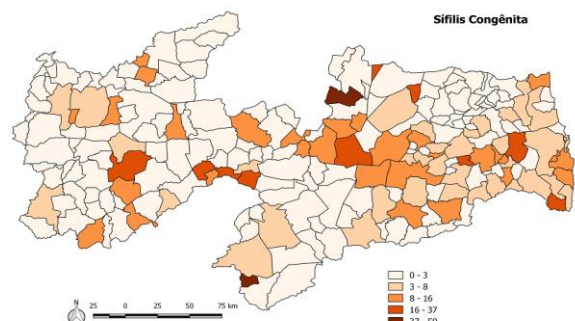 Sífilis Congênita
0 - 3
3 - 8
8 - 16
16 - 37
N
25 0 25 50 75 km